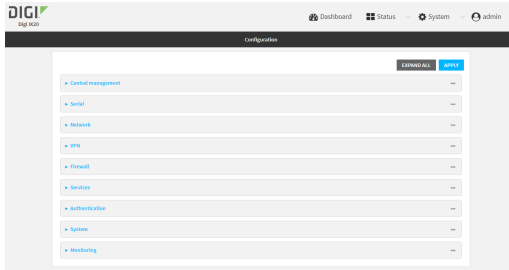 DIGI
Digi IX20
Dashboard
Status
System
admin
Configuration
EXPAND ALL
APPLY
Central management
Serial
Network
VPN
Firewall
Services
Authentication
System
Monitoring